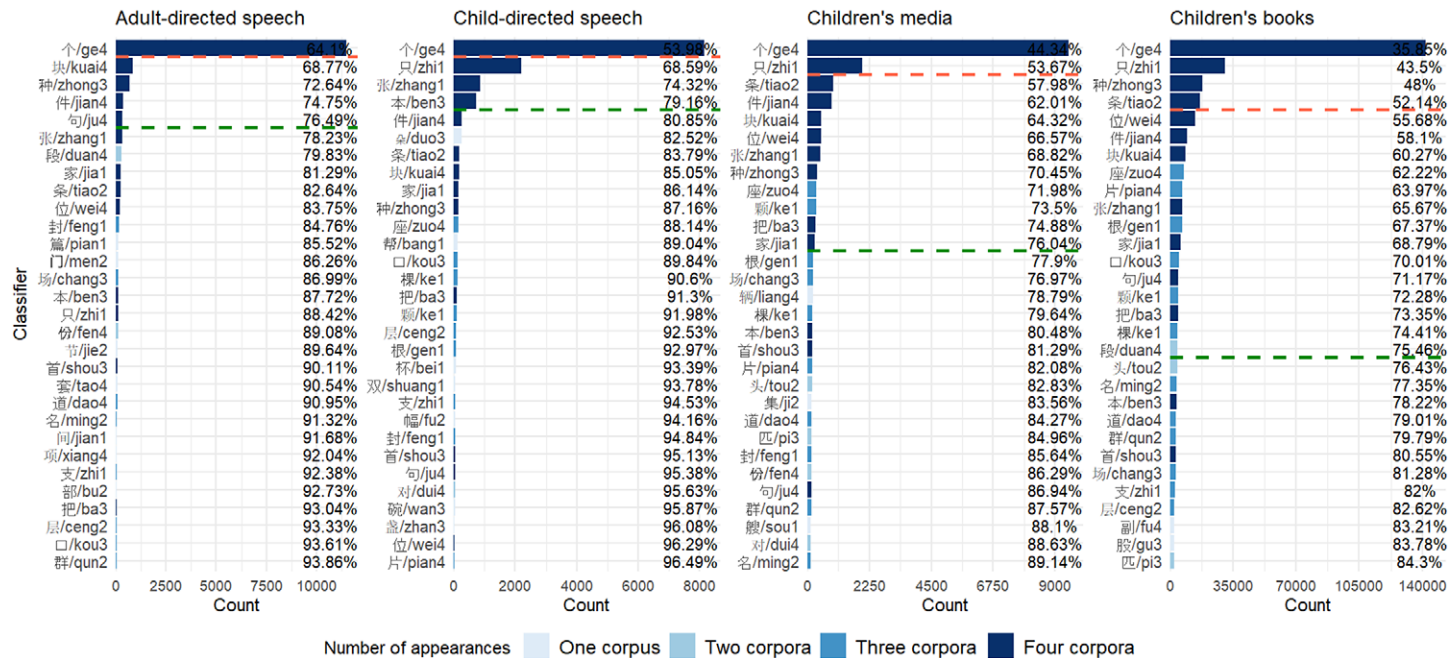 Adult-directed speech
Child-directed speech
Children's media
Children's books
Classifier
个/ge4 64.1%
块/kuai4 68.77%
种/zhong3 72.64%
件/jian4 74.75%
句/ju4 76.49%
张/zhang1 78.23%
段/duan4 79.83%
家/jia1 81.29%
条/tiao2 82.64%
位/wei4 83.75%
封/feng1 84.76%
篇/pian1 85.52%
门/men2 86.26%
场/chang3 86.99%
本/ben3 87.72%
只/zhi1 88.42%
份/fen4 89.08%
节/jie2 89.64%
首/shou3 90.11%
套/tao4 90.54%
道/dao4 90.95%
名/ming2 91.32%
间/jian1 91.68%
项/xiang4 92.04%
支/zhi1 92.38%
部/bu2 92.73%
把/ba3 93.04%
层/ceng2 93.33%
口/kou3 93.61%
群/qun2 93.86%
0 5000 10000
Count
个/ge4 53.98%
只/zhi1 68.59%
张/zhang1 74.32%
本/ben3 79.16%
件/jian4 80.85%
朵/duo3 82.52%
条/tiao2 83.79%
块/kuai4 85.05%
家/jia1 86.14%
种/zhong3 87.16%
座/zuo4 88.14%
帮/bang1 89.04%
口/kou3 89.84%
棵/ke1 90.6%
把/ba3 91.3%
颗/ke1 91.98%
层/ceng2 92.53%
根/gen1 92.97%
杯/bei1 93.39%
双/shuang1 93.78%
支/zhi1 94.53%
幅/fu2 94.16%
封/feng1 94.84%
首/shou3 95.13%
句/ju4 95.38%
对/dui4 95.63%
碗/wan3 95.87%
盏/zhan3 96.08%
位/wei4 96.29%
片/pian4 96.49%
0 2000 4000 6000 8000
Count
个/ge4 44.34%
只/zhi1 53.67%
条/tiao2 57.98%
件/jian4 62.01%
块/kuai4 64.32%
位/wei4 66.57%
张/zhang1 68.82%
种/zhong3 70.45%
座/zuo4 71.98%
颗/ke1 73.5%
把/ba3 74.88%
家/jia1 76.04%
根/gen1 77.9%
场/chang3 76.97%
辆/liang4 78.79%
棵/ke1 79.64%
本/ben3 80.48%
首/shou3 81.29%
片/pian4 82.08%
头/tou2 82.83%
集/ji2 83.56%
道/dao4 84.27%
匹/pi3 84.96%
封/feng1 85.64%
份/fen4 86.29%
句/ju4 86.94%
群/qun2 87.57%
艘/sou1 88.1%
对/dui4 88.63%
名/ming2 89.14%
0 2250 4500 6750 9000
Count
个/ge4 35.85%
只/zhi1 43.5%
种/zhong3 48%
条/tiao2 52.14%
位/wei4 55.68%
件/jian4 58.1%
块/kuai4 60.27%
座/zuo4 62.22%
片/pian4 63.97%
张/zhang1 65.67%
根/gen1 67.37%
家/jia1 68.79%
口/kou3 70.01%
句/ju4 71.17%
颗/ke1 72.28%
把/ba3 73.35%
棵/ke1 74.41%
段/duan4 75.46%
头/tou2 76.43%
名/ming2 77.35%
本/ben3 78.22%
道/dao4 79.01%
群/qun2 79.79%
首/shou3 80.55%
场/chang3 81.28%
支/zhi1 82%
层/ceng2 82.62%
副/fu4 83.21%
股/gu3 83.78%
匹/pi3 84.3%
0 35000 70000 105000 140000
Count
Number of appearances One corpus Two corpora Three corpora Four corpora